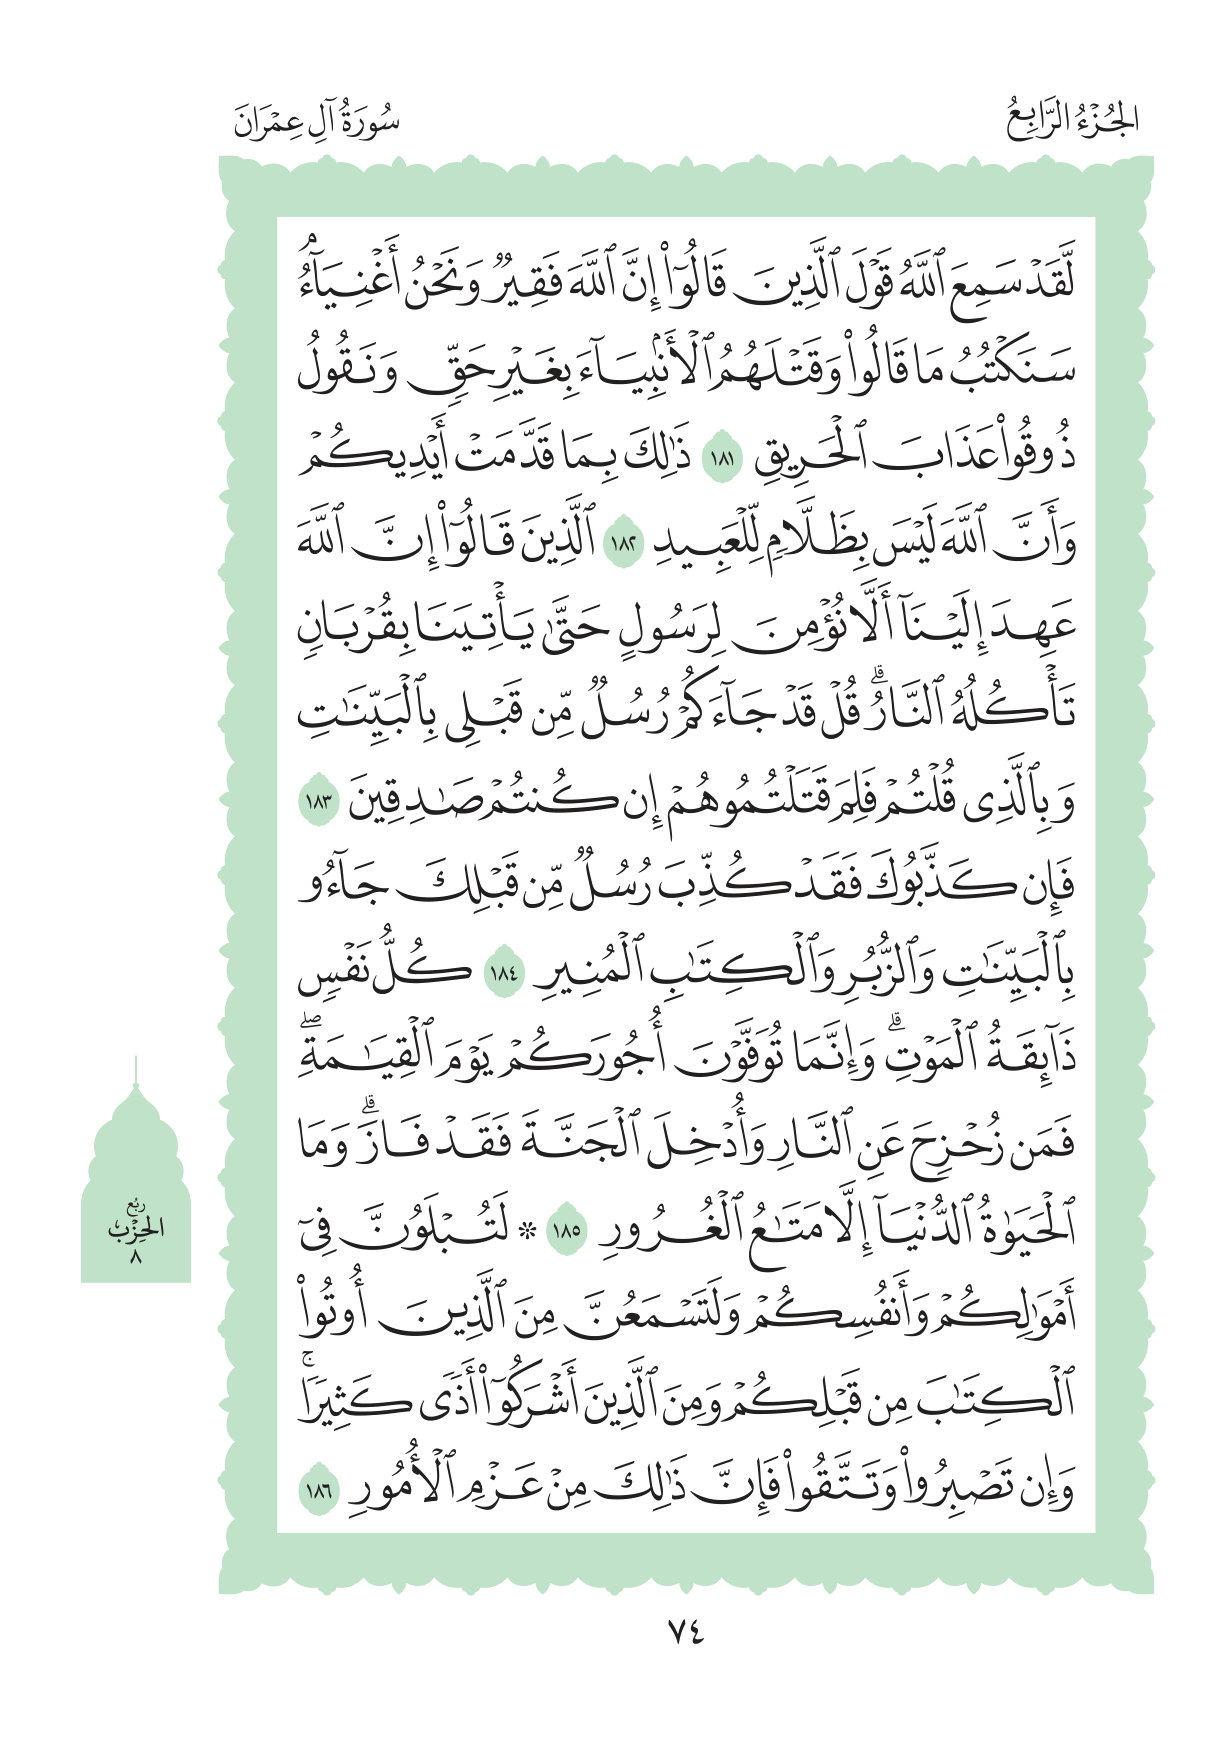 الجُزْءُ الرَّابِعُ
سُورَةُ آلِ عِمْرَانَ
لَّقَدْ سَمِعَ ٱللَّهُ قَوْلَ ٱلَّذِينَ قَالُوٓاْ إِنَّ ٱللَّهَ فَقِيرٌ وَنَحْنُ أَغْنِيَآءُۘ
سَنَكْتُبُ مَا قَالُواْ وَقَتْلَهُمُ ٱلْأَنۢبِيَآءَ بِغَيْرِ حَقٍّ وَنَقُولُ
ذُوقُواْ عَذَابَ ٱلْحَرِيقِ ١٨١ ذَٰلِكَ بِمَا قَدَّمَتْ أَيْدِيكُمْ
وَأَنَّ ٱللَّهَ لَيْسَ بِظَلَّامٍ لِّلْعَبِيدِ ١٨٢ ٱلَّذِينَ قَالُوٓاْ إِنَّ ٱللَّهَ
عَهِدَ إِلَيْنَآ أَلَّا نُؤْمِنَ لِرَسُولٍ حَتَّىٰ يَأْتِيَنَا بِقُرْبَانٍ
تَأْكُلُهُ ٱلنَّارُۗ قُلْ قَدْ جَآءَكُمْ رُسُلٌ مِّن قَبْلِى بِٱلْبَيِّنَٰتِ
وَبِٱلَّذِى قُلْتُمْ فَلِمَ قَتَلْتُمُوهُمْ إِن كُنتُمْ صَٰدِقِينَ ١٨٣
فَإِن كَذَّبُوكَ فَقَدْ كُذِّبَ رُسُلٌ مِّن قَبْلِكَ جَآءُو
بِٱلْبَيِّنَٰتِ وَٱلزُّبُرِ وَٱلْكِتَٰبِ ٱلْمُنِيرِ ١٨٤ كُلُّ نَفْسٍ
ذَآئِقَةُ ٱلْمَوْتِۗ وَإِنَّمَا تُوَفَّوْنَ أُجُورَكُمْ يَوْمَ ٱلْقِيَٰمَةِۖ
فَمَن زُحْزِحَ عَنِ ٱلنَّارِ وَأُدْخِلَ ٱلْجَنَّةَ فَقَدْ فَازَۗ وَمَا
ٱلْحَيَوٰةُ ٱلدُّنْيَآ إِلَّا مَتَٰعُ ٱلْغُرُورِ ١٨٥ * لَتُبْلَوُنَّ فِىٓ
أَمْوَٰلِكُمْ وَأَنفُسِكُمْ وَلَتَسْمَعُنَّ مِنَ ٱلَّذِينَ أُوتُواْ
ٱلْكِتَٰبَ مِن قَبْلِكُمْ وَمِنَ ٱلَّذِينَ أَشْرَكُوٓاْ أَذًى كَثِيرًاۚ
وَإِن تَصْبِرُواْ وَتَتَّقُواْ فَإِنَّ ذَٰلِكَ مِنْ عَزْمِ ٱلْأُمُورِ ١٨٦
ربُع
الحِزْب
٨
٧٤